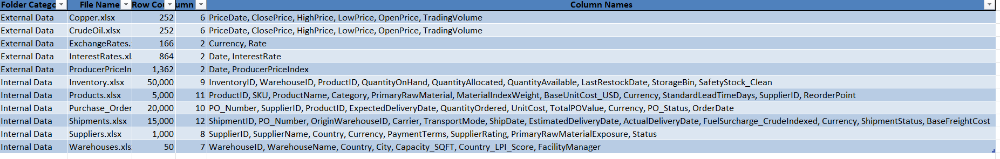 Folder Catego File Name Row Cou lumn Column Names
External Data Copper.xlsx 252 6 PriceDate, ClosePrice, HighPrice, LowPrice, OpenPrice, TradingVolume
External Data CrudeOil.xlsx 252 6 PriceDate, ClosePrice, HighPrice, LowPrice, OpenPrice, TradingVolume
External Data ExchangeRates. 166 2 Currency, Rate
External Data InterestRates.xl 864 2 Date, InterestRate
External Data ProducerPriceIn 1,362 2 Date, ProducerPriceIndex
Internal Data Inventory.xlsx 50,000 9 InventoryID, WarehouseID, ProductID, QuantityOnHand, QuantityAllocated, QuantityAvailable, LastRestockDate, StorageBin, SafetyStock_Clean
Internal Data Products.xlsx 5,000 11 ProductID, SKU, ProductName, Category, PrimaryRawMaterial, MaterialIndexWeight, BaseUnitCost_USD, Currency, StandardLeadTimeDays, SupplierID, ReorderPoint
Internal Data Purchase_Order 20,000 10 PO_Number, SupplierID, ProductID, ExpectedDeliveryDate, QuantityOrdered, UnitCost, TotalPOValue, Currency, PO_Status, OrderDate
Internal Data Shipments.xlsx 15,000 12 ShipmentID, PO_Number, OriginWarehouseID, Carrier, TransportMode, ShipDate, EstimatedDeliveryDate, ActualDeliveryDate, FuelSurcharge_CrudeIndexed, Currency, ShipmentStatus, BaseFreightCost
Internal Data Suppliers.xlsx 1,000 8 SupplierID, SupplierName, Country, Currency, PaymentTerms, SupplierRating, PrimaryRawMaterialExposure, Status
Internal Data Warehouses.xls 50 7 WarehouseID, WarehouseName, Country, City, Capacity_SQFT, Country_LPI_Score, FacilityManager